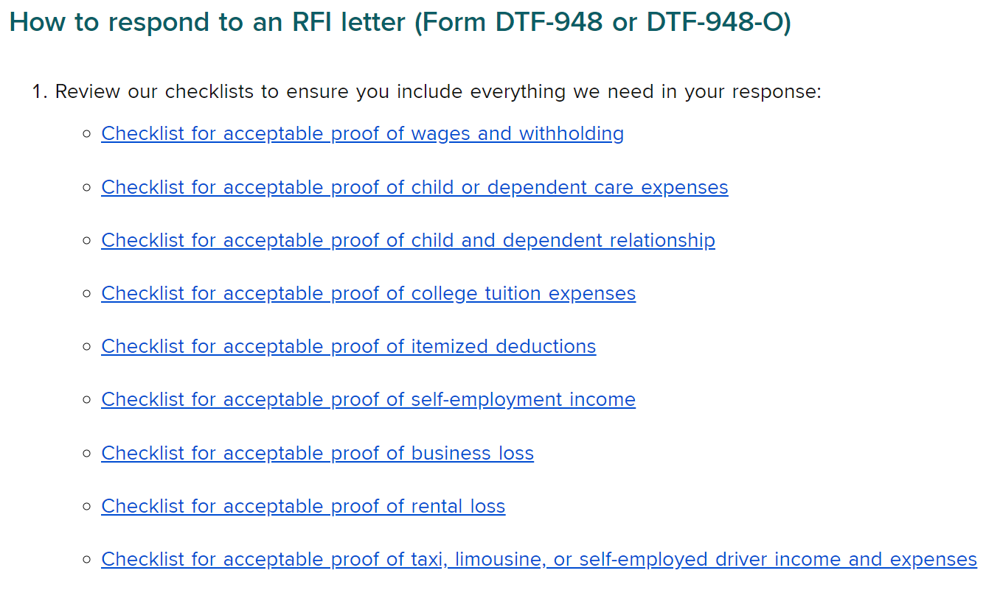 How to respond to an RFI letter (Form DTF-948 or DTF-948-O)
1. Review our checklists to ensure you include everything we need in your response:
Checklist for acceptable proof of wages and withholding
Checklist for acceptable proof of child or dependent care expenses
Checklist for acceptable proof of child and dependent relationship
Checklist for acceptable proof of college tuition expenses
Checklist for acceptable proof of itemized deductions
Checklist for acceptable proof of self-employment income
Checklist for acceptable proof of business loss
Checklist for acceptable proof of rental loss
Checklist for acceptable proof of taxi, limousine, or self-employed driver income and expenses